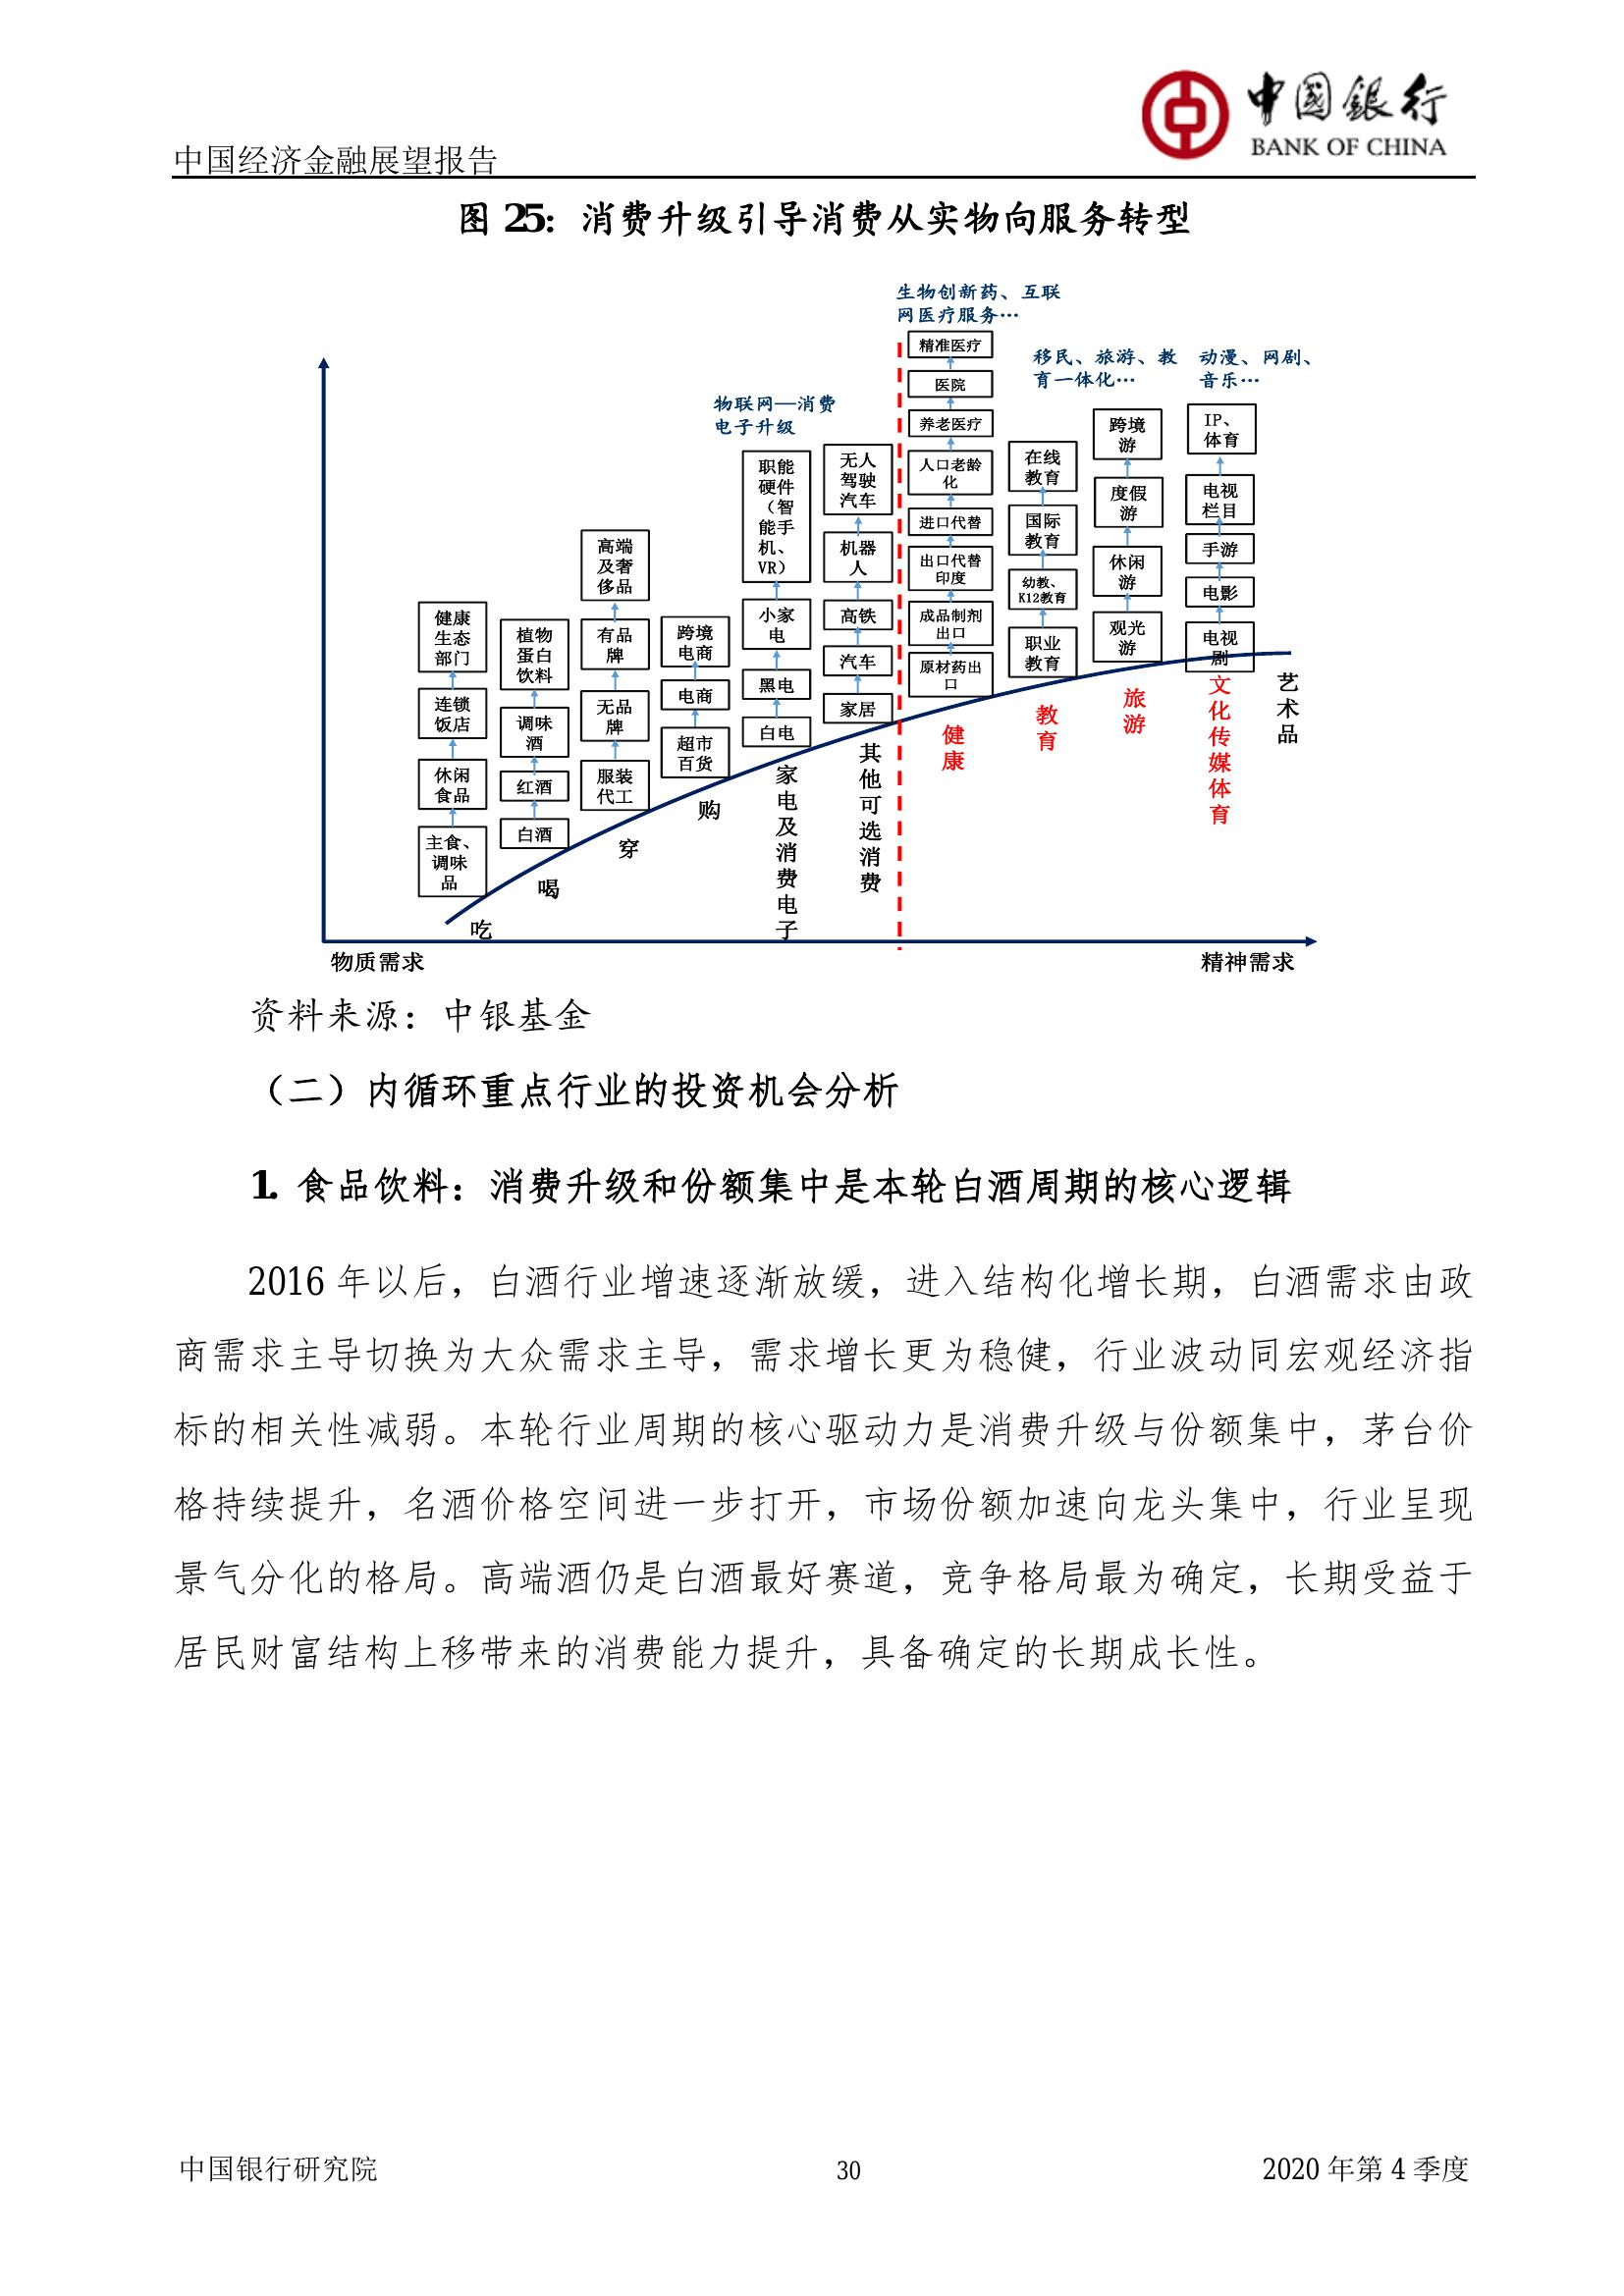 中国银行
BANK OF CHINA
中国经济金融展望报告
图 25：消费升级引导消费从实物向服务转型
生物创新药、互联
网医疗服务…
移民、旅游、教
育一体化…
动漫、网剧、
音乐…
物联网—消费
电子升级
健康
生态
部门
连锁
饭店
休闲
食品
主食、
调味
品
吃
植物
蛋白
饮料
调味
酒
红酒
白酒
喝
高端
及奢
侈品
有品
牌
无品
牌
服装
代工
穿
跨境
电商
电商
超市
百货
购
职能
硬件
（智
能手
机、
VR）
小家
电
黑电
白电
家电及消费电子
无人
驾驶
汽车
机器
人
高铁
汽车
家居
其他可选消费
精准医疗
医院
养老医疗
人口老龄
化
进口代替
出口代替
印度
成品制剂
出口
原材药出
口
健康
在线
教育
国际
教育
幼教、
K12教育
职业
教育
教育
跨境
游
度假
游
休闲
游
观光
游
旅游
IP、
体育
电视
栏目
手游
电影
电视
剧
文化传媒体育
艺术品
物质需求
精神需求
资料来源：中银基金
（二）内循环重点行业的投资机会分析
1. 食品饮料：消费升级和份额集中是本轮白酒周期的核心逻辑
2016 年以后，白酒行业增速逐渐放缓，进入结构化增长期，白酒需求由政
商需求主导切换为大众需求主导，需求增长更为稳健，行业波动同宏观经济指
标的相关性减弱。本轮行业周期的核心驱动力是消费升级与份额集中，茅台价
格持续提升，名酒价格空间进一步打开，市场份额加速向龙头集中，行业呈现
景气分化的格局。高端酒仍是白酒最好赛道，竞争格局最为确定，长期受益于
居民财富结构上移带来的消费能力提升，具备确定的长期成长性。
中国银行研究院
30
2020 年第 4 季度